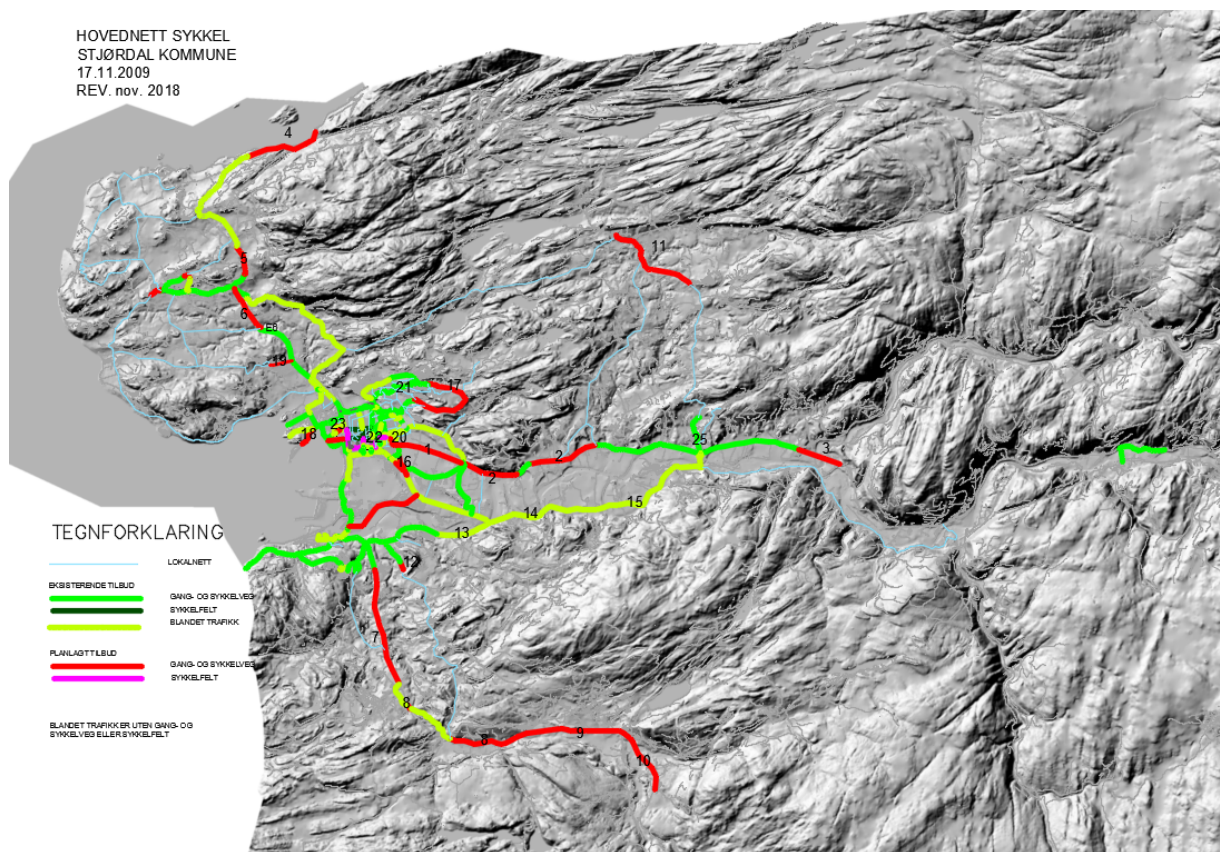 HOVEDNETT SYKKEL
STJØRDAL KOMMUNE
17.11.2009
REV. nov. 2018
4
11
5
6
E6
19
21
17
23
18
22
20
1
25
3
2
2
16
15
14
13
12
7
8
8
9
10
TEGNFORKLARING
LOKALNETT
EKSISTERENDE TILBUD
GANG- OG SYKKELVEG
SYKKELFELT
BLANDET TRAFIKK
PLANLAGT TILBUD
GANG- OG SYKKELVEG
SYKKELFELT
BLANDET TRAFIKK ER UTEN GANG- OG
SYKKELVEG ELLER SYKKELFELT